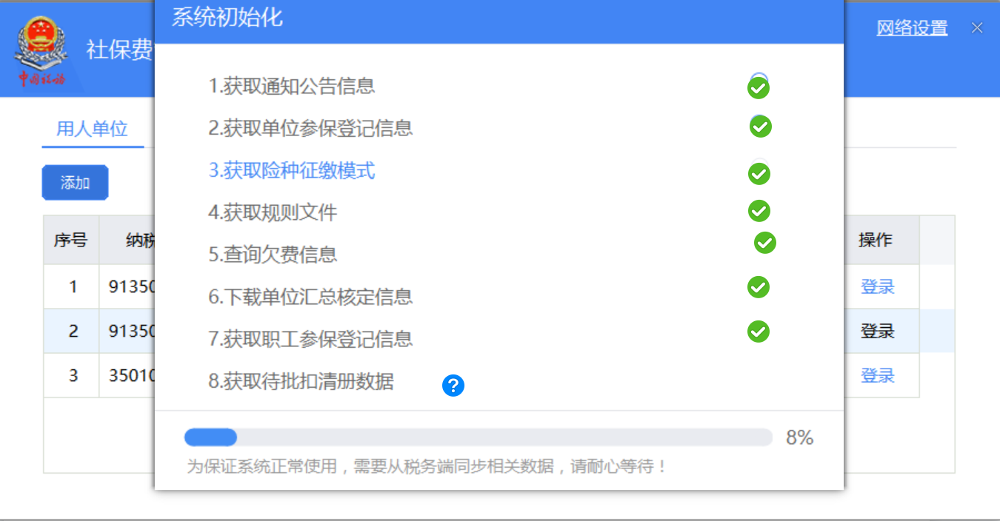 系统初始化
网络设置
社保费
中国税务
1.获取通知公告信息
2.获取单位参保登记信息
3.获取险种征缴模式
4.获取规则文件
5.查询欠费信息
6.下载单位汇总核定信息
7.获取职工参保登记信息
8.获取待批扣清册数据
?
8%
为保证系统正常使用，需要从税务端同步相关数据，请耐心等待！
用人单位
添加
序号 纳税 操作
1 91350 登录
2 91350 登录
3 35010 登录